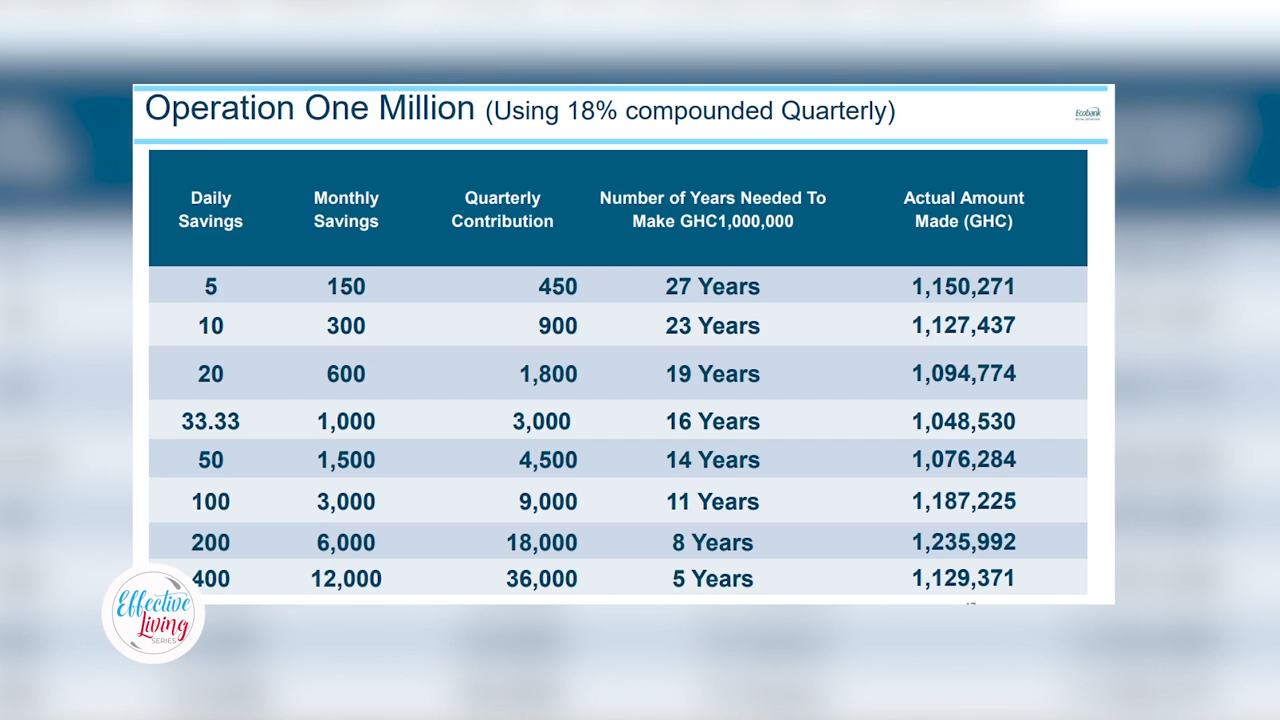 Operation One Million (Using 18% compounded Quarterly)
Ecobank
Daily Savings Monthly Savings Quarterly Contribution Number of Years Needed To Make GHC1,000,000 Actual Amount Made (GHC)
5 150 450 27 Years 1,150,271
10 300 900 23 Years 1,127,437
20 600 1,800 19 Years 1,094,774
33.33 1,000 3,000 16 Years 1,048,530
50 1,500 4,500 14 Years 1,076,284
100 3,000 9,000 11 Years 1,187,225
200 6,000 18,000 8 Years 1,235,992
400 12,000 36,000 5 Years 1,129,371
Effective
Living
SERIES